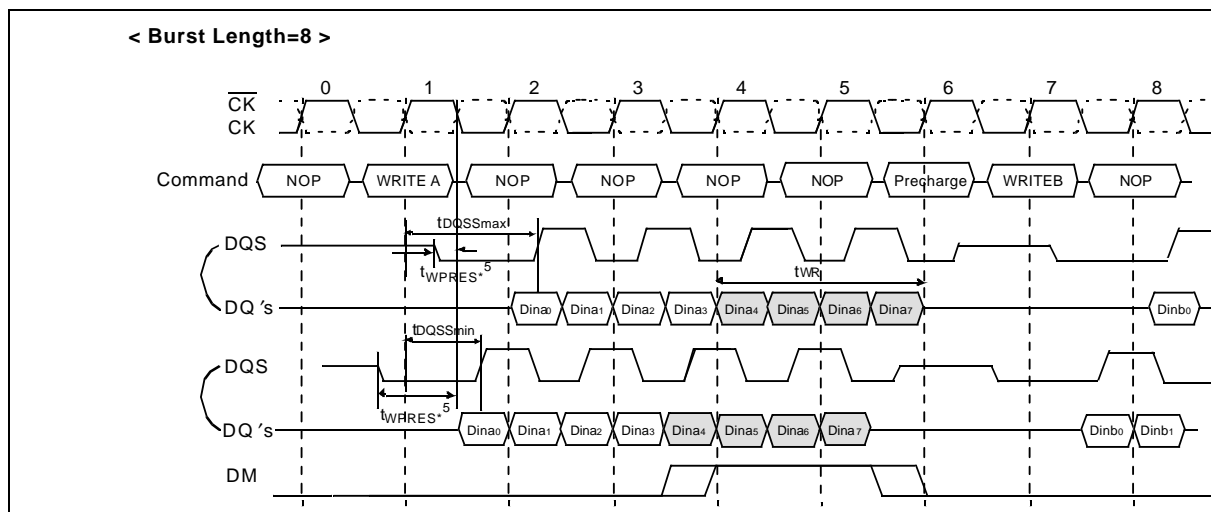 < Burst Length=8 >
0 1 2 3 4 5 6 7 8
CK
CK
Command NOP WRITE A NOP NOP NOP NOP Precharge WRITEB NOP
tDQSSmax
DQS
tWPRES*5
tWR
DQ's Dina0 Dina1 Dina2 Dina3 Dina4 Dina5 Dina6 Dina7 Dinb0
tDQSSmin
DQS
tWPRES*5
DQ's Dina0 Dina1 Dina2 Dina3 Dina4 Dina5 Dina6 Dina7 Dinb0 Dinb1
DM